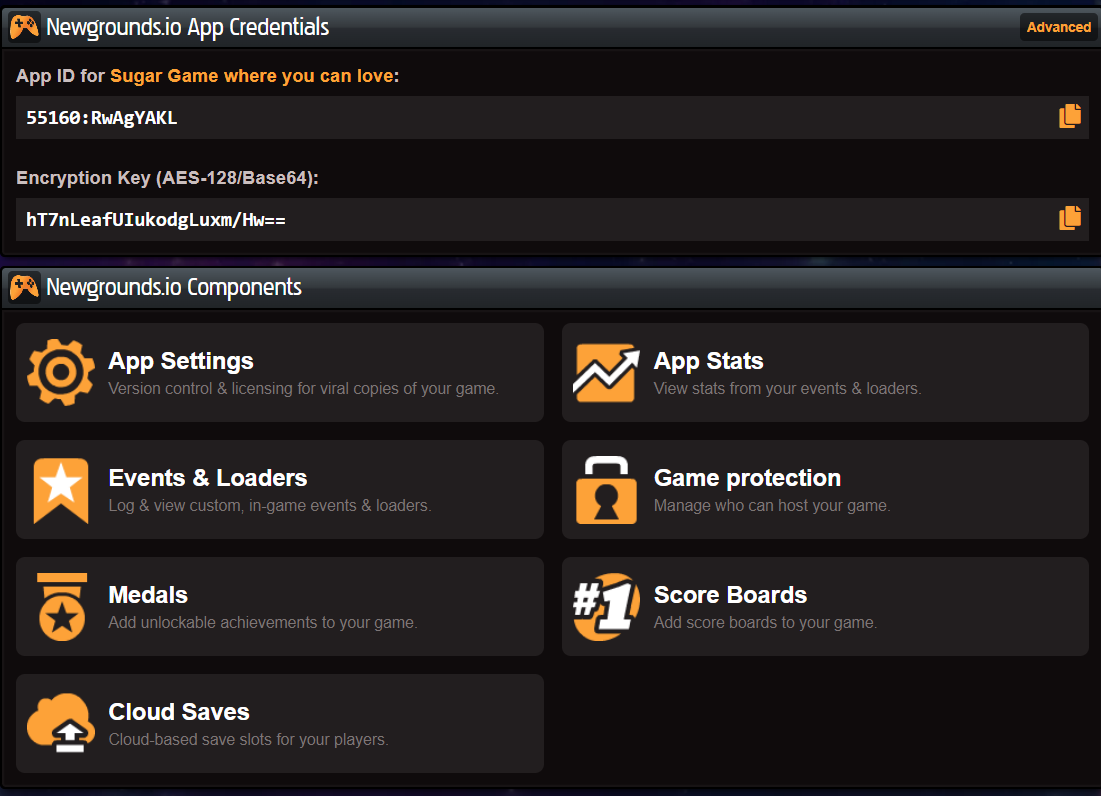 Newgrounds.io App Credentials
Advanced
App ID for Sugar Game where you can love:
55160:RwAgYAKL
Encryption Key (AES-128/Base64):
hT7nLeafUIukodgLuxm/Hw==
Newgrounds.io Components
App Settings
Version control & licensing for viral copies of your game.
App Stats
View stats from your events & loaders.
Events & Loaders
Log & view custom, in-game events & loaders.
Game protection
Manage who can host your game.
Medals
Add unlockable achievements to your game.
#1
Score Boards
Add score boards to your game.
Cloud Saves
Cloud-based save slots for your players.